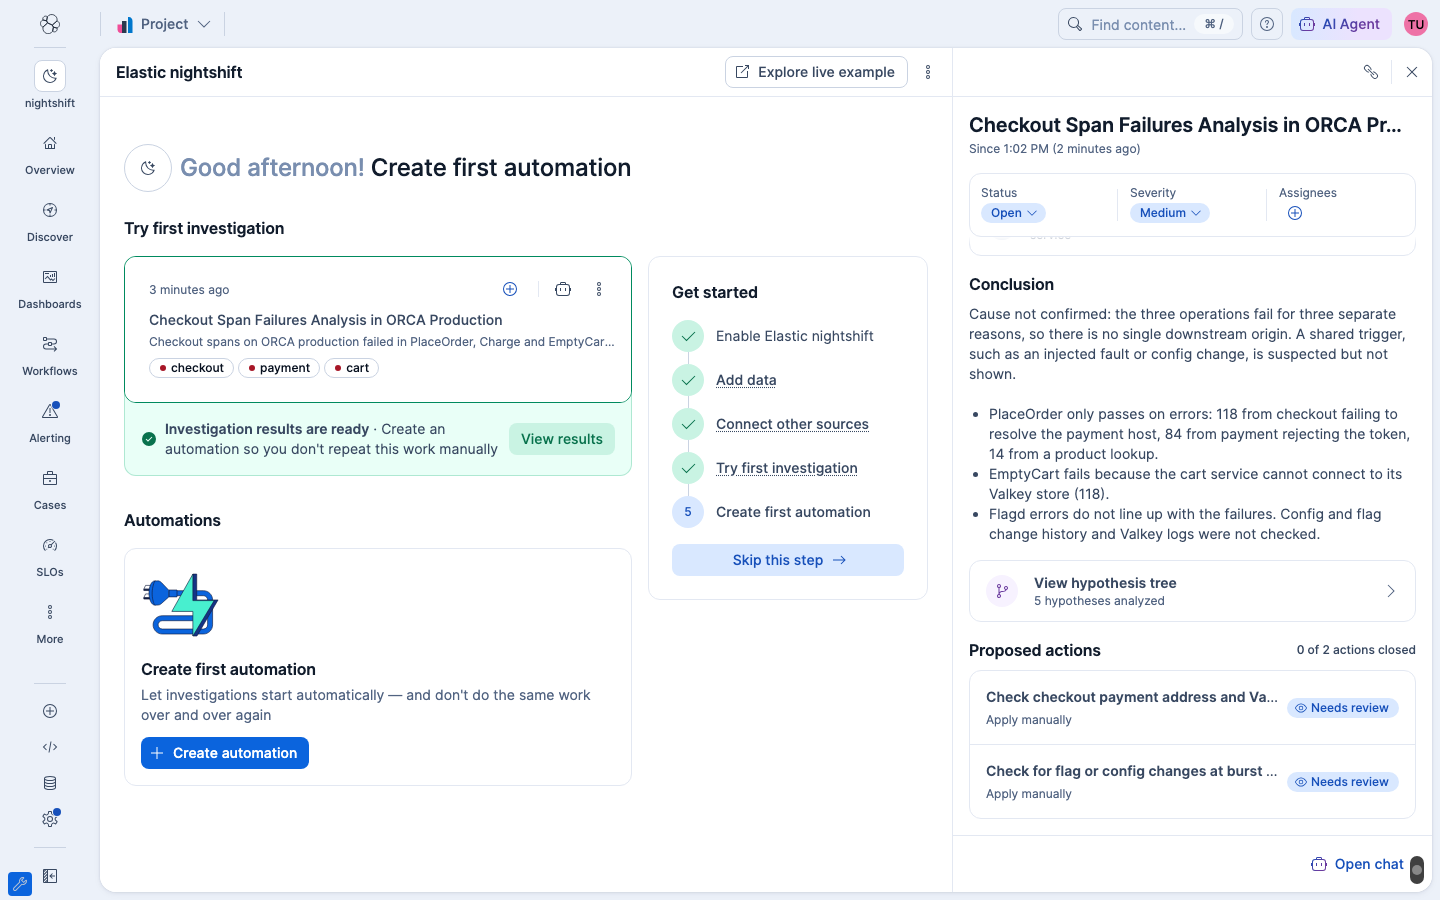 Project
Find content...
⌘ /
AI Agent
TU
nightshift
Overview
Discover
Dashboards
Workflows
Alerting
Cases
SLOs
More
Elastic nightshift
Explore live example
Good afternoon! Create first automation
Try first investigation
3 minutes ago
Checkout Span Failures Analysis in ORCA Production
Checkout spans on ORCA production failed in PlaceOrder, Charge and EmptyCar...
checkout
payment
cart
Investigation results are ready · Create an
automation so you don't repeat this work manually
View results
Get started
Enable Elastic nightshift
Add data
Connect other sources
Try first investigation
5
Create first automation
Skip this step
Automations
Create first automation
Let investigations start automatically — and don't do the same work
over and over again
Create automation
Checkout Span Failures Analysis in ORCA Pr...
Since 1:02 PM (2 minutes ago)
Status
Open
Severity
Medium
Assignees
Conclusion
Cause not confirmed: the three operations fail for three separate
reasons, so there is no single downstream origin. A shared trigger,
such as an injected fault or config change, is suspected but not
shown.
• PlaceOrder only passes on errors: 118 from checkout failing to
resolve the payment host, 84 from payment rejecting the token,
14 from a product lookup.
• EmptyCart fails because the cart service cannot connect to its
Valkey store (118).
• Flagd errors do not line up with the failures. Config and flag
change history and Valkey logs were not checked.
View hypothesis tree
5 hypotheses analyzed
Proposed actions
0 of 2 actions closed
Check checkout payment address and Va...
Apply manually
Needs review
Check for flag or config changes at burst ...
Apply manually
Needs review
Open chat